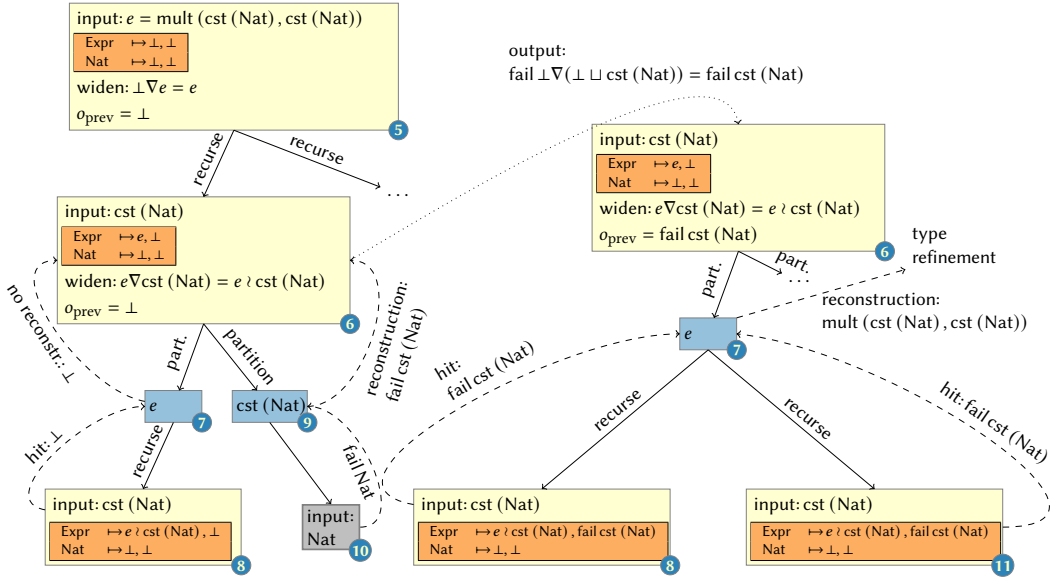 input: e = mult (cst (Nat) , cst (Nat))
Expr ↦ ⊥, ⊥
Nat ↦ ⊥, ⊥
widen: ⊥∇e = e
o_prev = ⊥
5
recurse
recurse
. . .
input: cst (Nat)
Expr ↦ e, ⊥
Nat ↦ ⊥, ⊥
widen: e∇cst (Nat) = e ≀ cst (Nat)
o_prev = ⊥
6
no reconstr.: ⊥
part.
partition
reconstruction:
fail cst (Nat)
e
7
cst (Nat)
9
hit: ⊥
recurse
fail Nat
input: cst (Nat)
Expr ↦ e ≀ cst (Nat) , ⊥
Nat ↦ ⊥, ⊥
8
input:
Nat
10
output:
fail ⊥∇(⊥ ⊔ cst (Nat)) = fail cst (Nat)
input: cst (Nat)
Expr ↦ e, ⊥
Nat ↦ ⊥, ⊥
widen: e∇cst (Nat) = e ≀ cst (Nat)
o_prev = fail cst (Nat)
6
type
refinement
part.
part.
. . .
reconstruction:
mult (cst (Nat) , cst (Nat))
e
7
hit:
fail cst (Nat)
recurse
recurse
hit: fail cst (Nat)
input: cst (Nat)
Expr ↦ e ≀ cst (Nat) , fail cst (Nat)
Nat ↦ ⊥, ⊥
8
input: cst (Nat)
Expr ↦ e ≀ cst (Nat) , fail cst (Nat)
Nat ↦ ⊥, ⊥
11